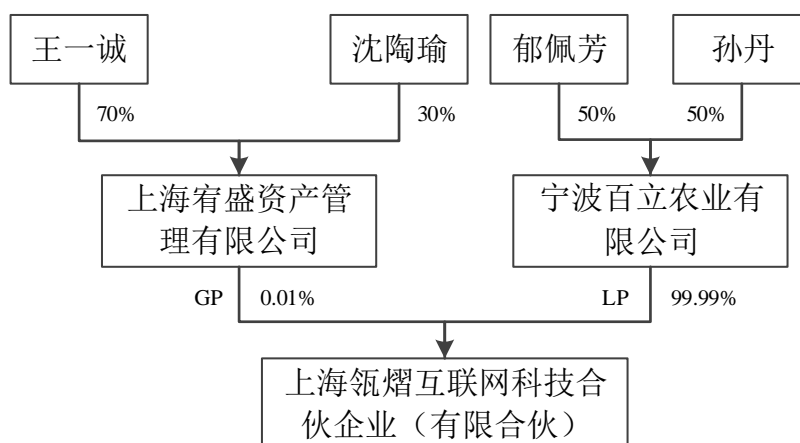 王一诚
沈陶瑜
郁佩芳
孙丹
70%
30%
50%
50%
上海宥盛资产管
理有限公司
宁波百立农业有
限公司
GP
0.01%
LP
99.99%
上海瓴熠互联网科技合
伙企业（有限合伙）